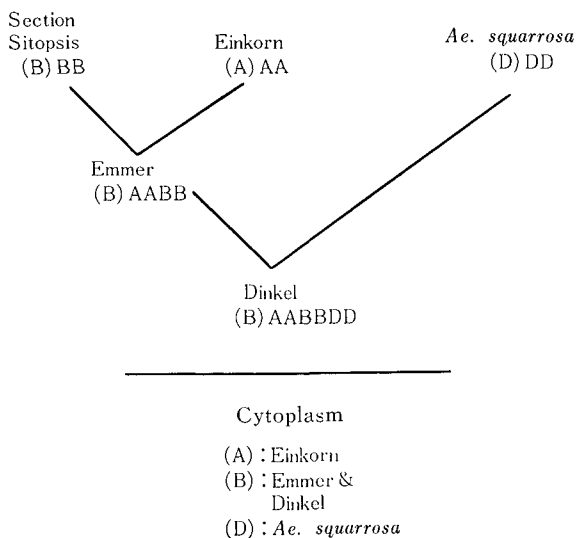 Section
Sitopsis
(B) BB
Einkorn
(A) AA
Ae. squarrosa
(D) DD
Emmer
(B) AABB
Dinkel
(B) AABBDD
Cytoplasm
(A) : Einkorn
(B) : Emmer &
Dinkel
(D) : Ae. squarrosa